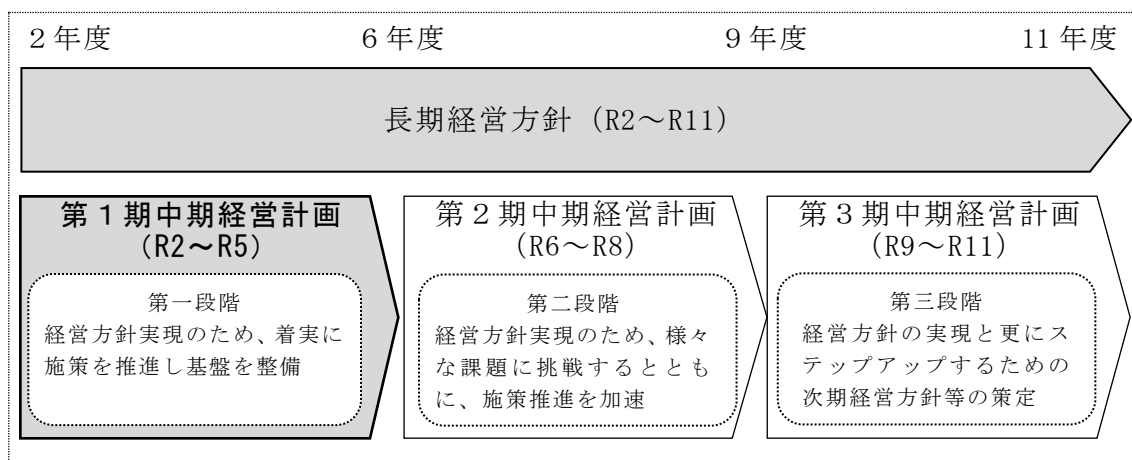 ２年度 ６年度 ９年度 11年度
長期経営方針（R2～R11）
第１期中期経営計画
（R2～R5）
第一段階
経営方針実現のため、着実に
施策を推進し基盤を整備
第２期中期経営計画
（R6～R8）
第二段階
経営方針実現のため、様々
な課題に挑戦するととも
に、施策推進を加速
第３期中期経営計画
（R9～R11）
第三段階
経営方針の実現と更にス
テップアップするための
次期経営方針等の策定